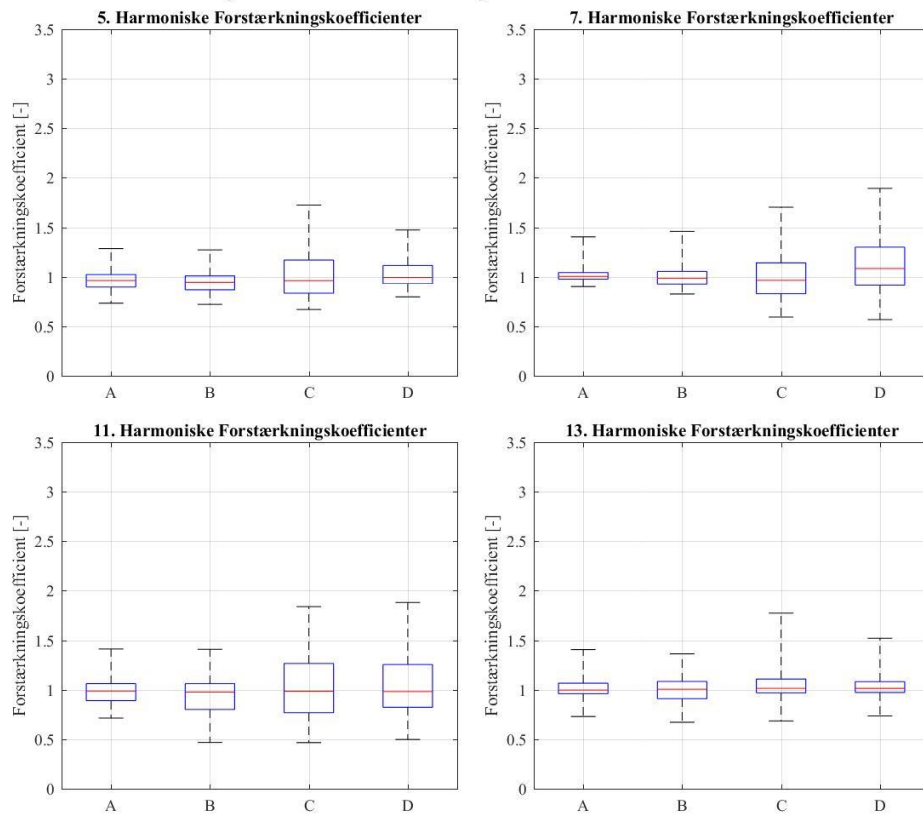 5. Harmoniske Forstærkningskoefficienter
3.5
3
2.5
2
1.5
1
0.5
0
Forstærkningskoefficient [-]
A B C D
7. Harmoniske Forstærkningskoefficienter
3.5
3
2.5
2
1.5
1
0.5
0
Forstærkningskoefficient [-]
A B C D
11. Harmoniske Forstærkningskoefficienter
3.5
3
2.5
2
1.5
1
0.5
0
Forstærkningskoefficient [-]
A B C D
13. Harmoniske Forstærkningskoefficienter
3.5
3
2.5
2
1.5
1
0.5
0
Forstærkningskoefficient [-]
A B C D